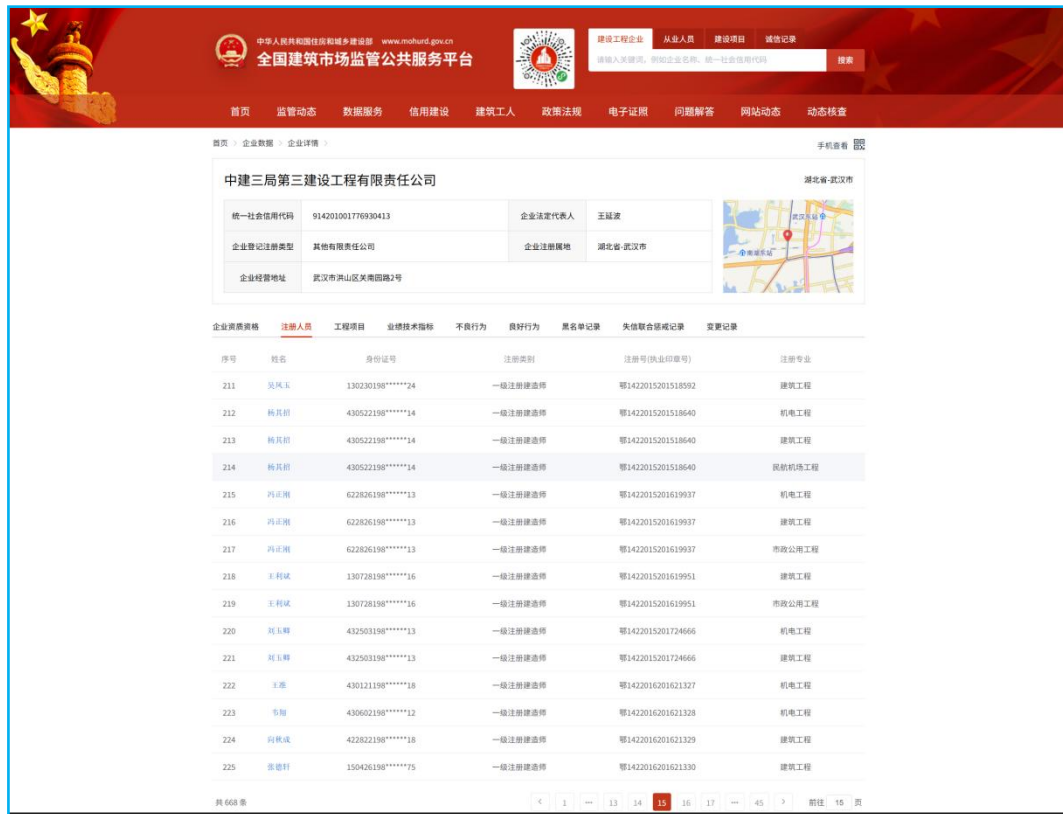 中华人民共和国住房和城乡建设部 www.mohurd.gov.cn
全国建筑市场监管公共服务平台
建设工程企业 从业人员 建设项目 诚信记录
请输入关键词，例如企业名称、统一社会信用代码 搜索
首页 监管动态 数据服务 信用建设 建筑工人 政策法规 电子证照 问题解答 网站动态 动态核查
首页 > 企业数据 > 企业详情 >
手机查看
中建三局第三建设工程有限责任公司 湖北省-武汉市
统一社会信用代码 914201001776930413 企业法定代表人 王延波
企业登记注册类型 其他有限责任公司 企业注册属地 湖北省-武汉市
企业经营地址 武汉市洪山区关南园路2号
企业资质资格 注册人员 工程项目 业绩技术指标 不良行为 良好行为 黑名单记录 失信联合惩戒记录 变更记录
序号 姓名 身份证号 注册类别 注册号(执业印章号) 注册专业
211 吴凤玉 130230198******24 一级注册建造师 鄂1422015201518592 建筑工程
212 杨其招 430522198******14 一级注册建造师 鄂1422015201518640 机电工程
213 杨其招 430522198******14 一级注册建造师 鄂1422015201518640 建筑工程
214 杨其招 430522198******14 一级注册建造师 鄂1422015201518640 民航机场工程
215 冯正刚 622826198******13 一级注册建造师 鄂1422015201619937 机电工程
216 冯正刚 622826198******13 一级注册建造师 鄂1422015201619937 建筑工程
217 冯正刚 622826198******13 一级注册建造师 鄂1422015201619937 市政公用工程
218 王利斌 130728198******16 一级注册建造师 鄂1422015201619951 建筑工程
219 王利斌 130728198******16 一级注册建造师 鄂1422015201619951 市政公用工程
220 刘玉卿 432503198******13 一级注册建造师 鄂1422015201724666 机电工程
221 刘玉卿 432503198******13 一级注册建造师 鄂1422015201724666 建筑工程
222 430121198******18 一级注册建造师 鄂1422016201621327 机电工程
223 430602198******12 一级注册建造师 鄂1422016201621328 机电工程
224 向秋成 422822198******18 一级注册建造师 鄂1422016201621329 建筑工程
225 张德轩 150426198******75 一级注册建造师 鄂1422016201621330 建筑工程
共 668 条 < 1 ··· 13 14 15 16 17 ··· 45 > 前往 15 页